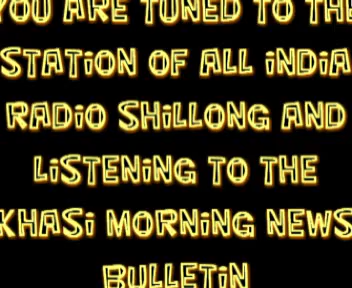 YOU ARE TUNED TO THE
STATiON OF ALL iNDiA
RADiO SHiLLONG AND
LiSTENiNG TO THE
KHASi MORNiNG NEWS
BULLETiN